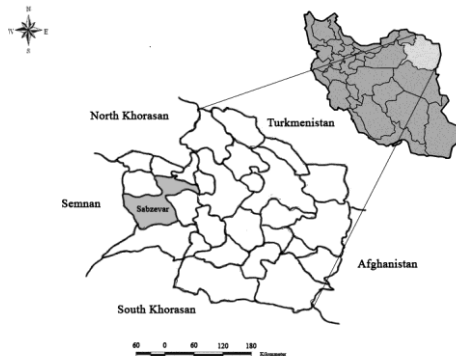 N
W E
S
North Khorasan
Turkmenistan
Semnan
Sabzevar
Afghanistan
South Khorasan
60 0 60 120 180
Kilometer